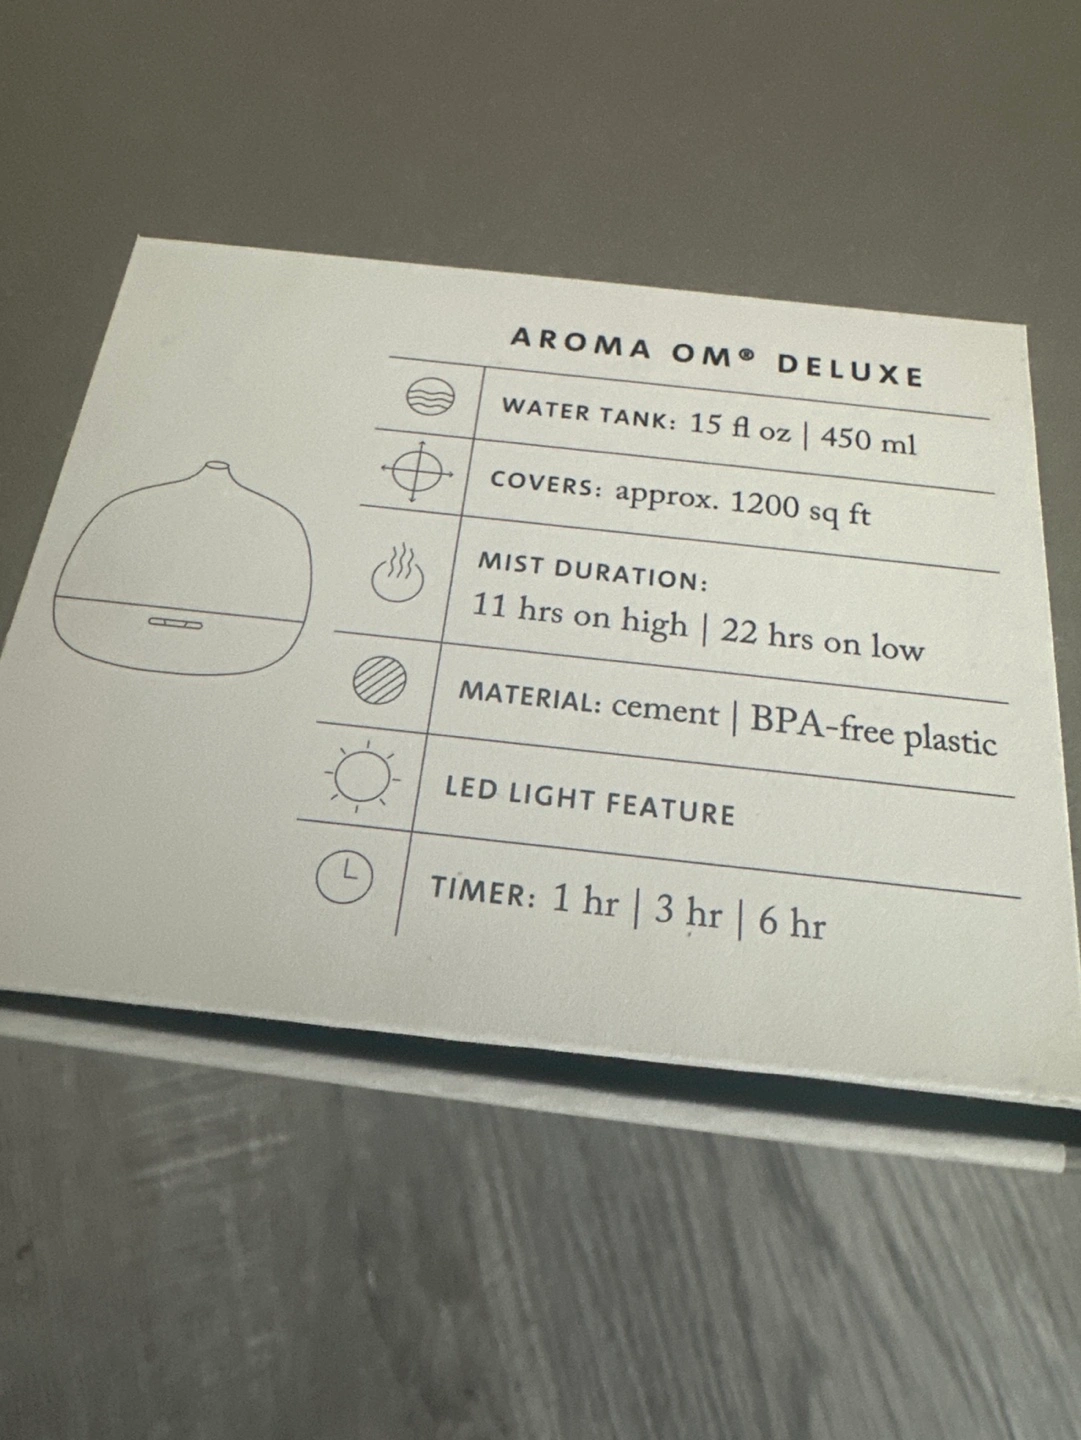 AROMA OM® DELUXE
WATER TANK: 15 fl oz | 450 ml
COVERS: approx. 1200 sq ft
MIST DURATION:
11 hrs on high | 22 hrs on low
MATERIAL: cement | BPA-free plastic
LED LIGHT FEATURE
TIMER: 1 hr | 3 hr | 6 hr